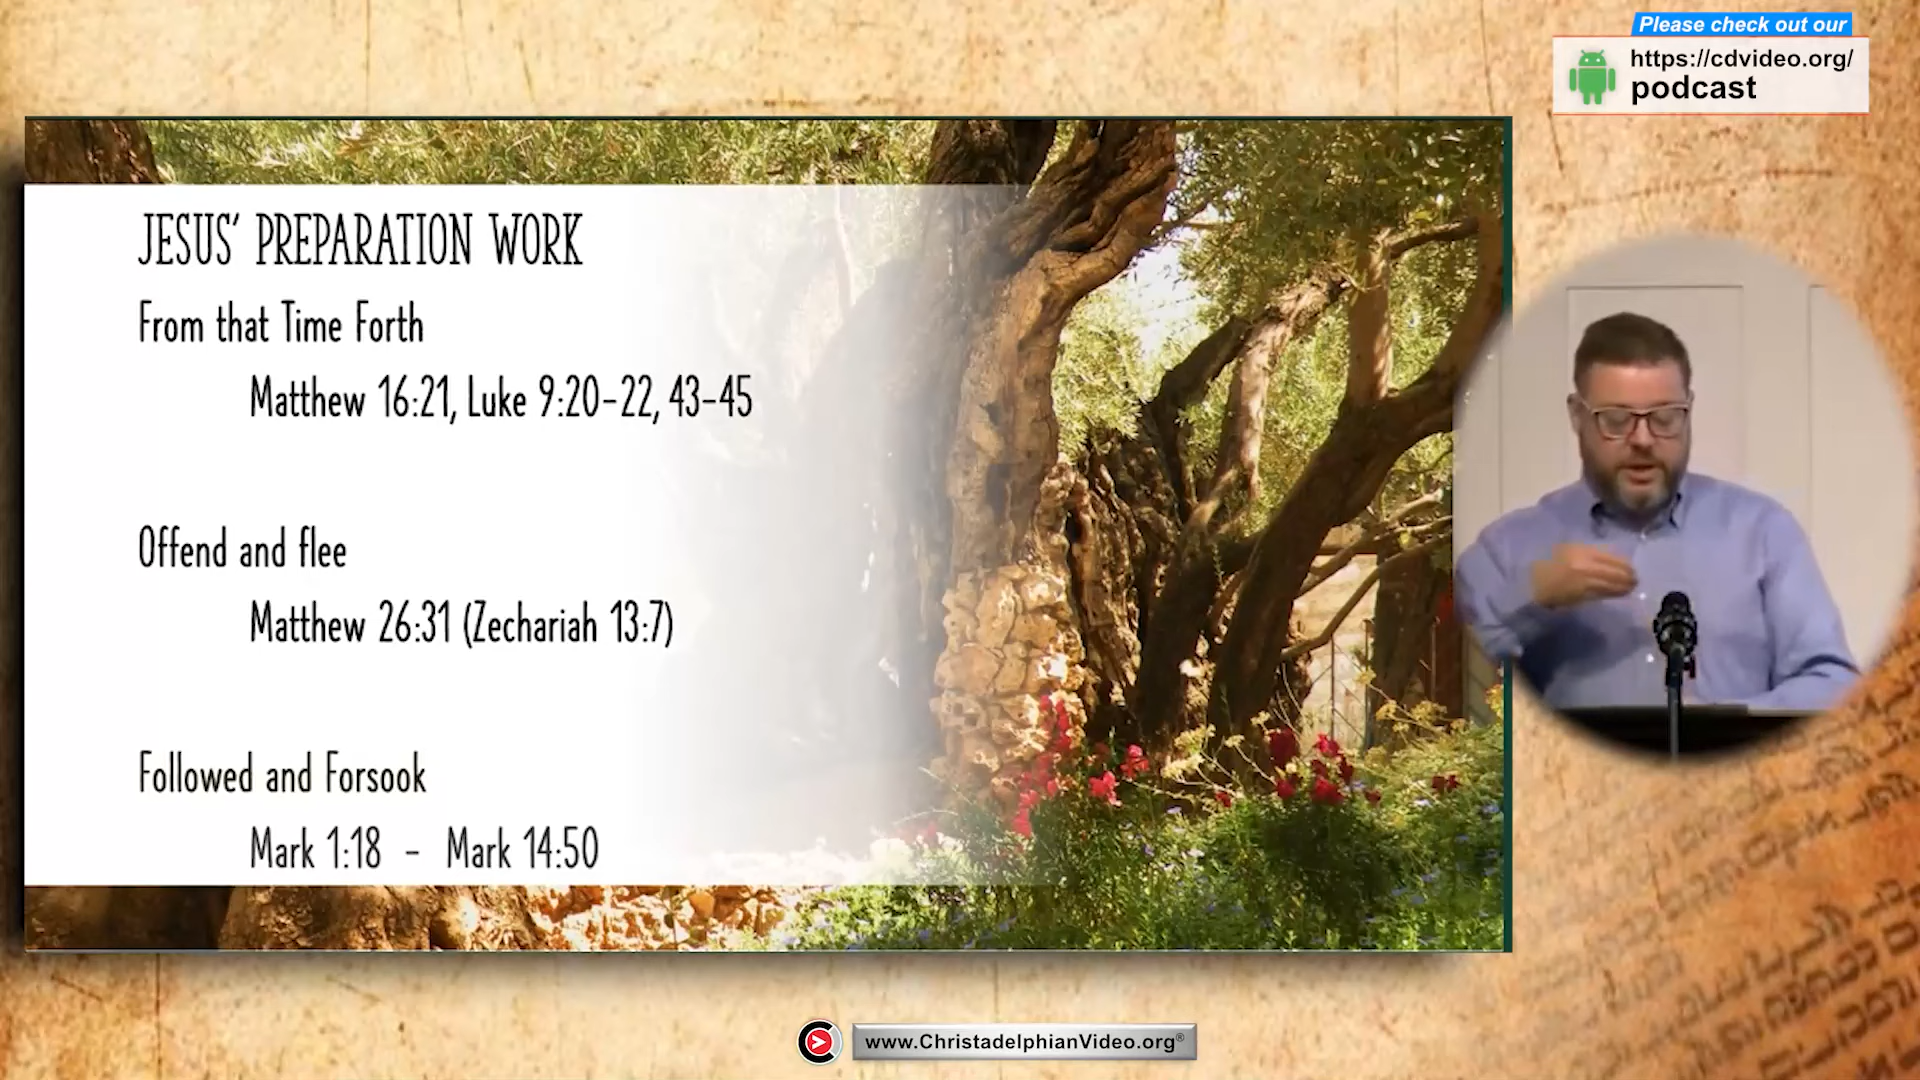 Please check out our
https://cdvideo.org/
podcast
JESUS' PREPARATION WORK
From that Time Forth
Matthew 16:21, Luke 9:20-22, 43-45
Offend and flee
Matthew 26:31 (Zechariah 13:7)
Followed and Forsook
Mark 1:18 - Mark 14:50
www.ChristadelphianVideo.org®